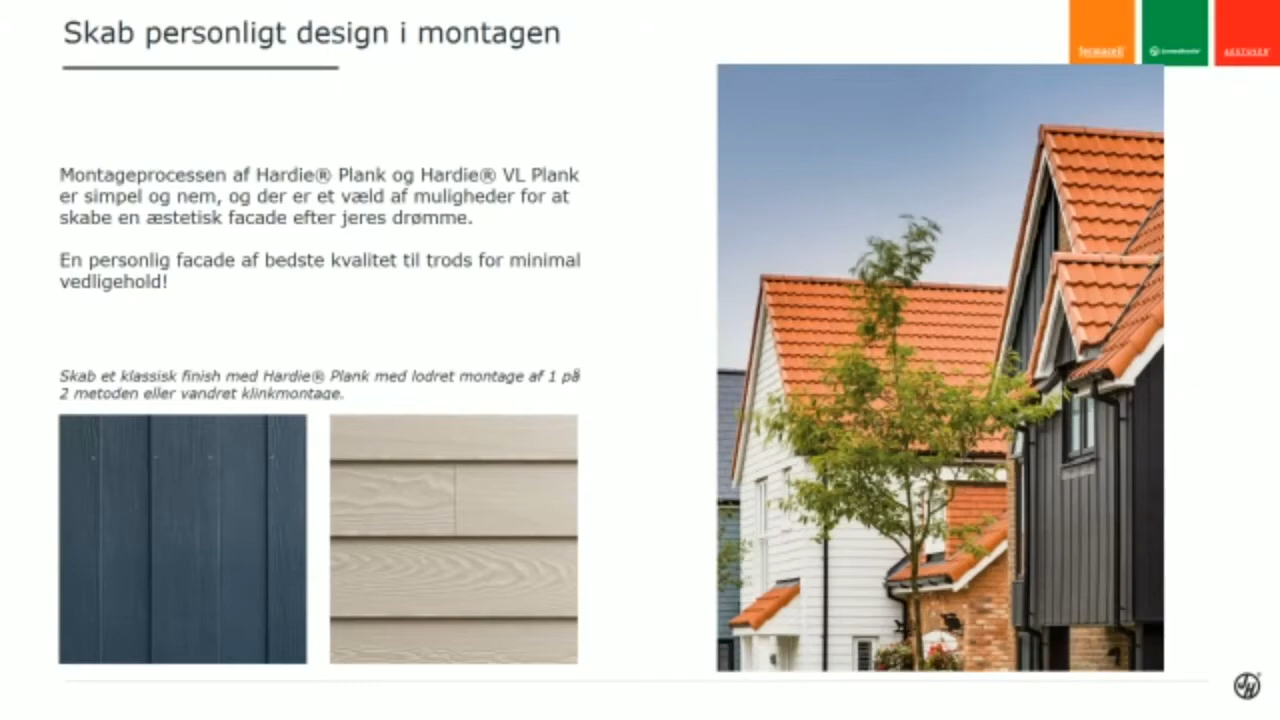 Skab personligt design i montagen
fermacell
JamesHardie
AESTUVER
Montageprocessen af Hardie® Plank og Hardie® VL Plank
er simpel og nem, og der er et væld af muligheder for at
skabe en æstetisk facade efter jeres drømme.
En personlig facade af bedste kvalitet til trods for minimal
vedligehold!
Skab et klassisk finish med Hardie® Plank med lodret montage af 1 på
2 metoden eller vandret klinkmontage.
JH